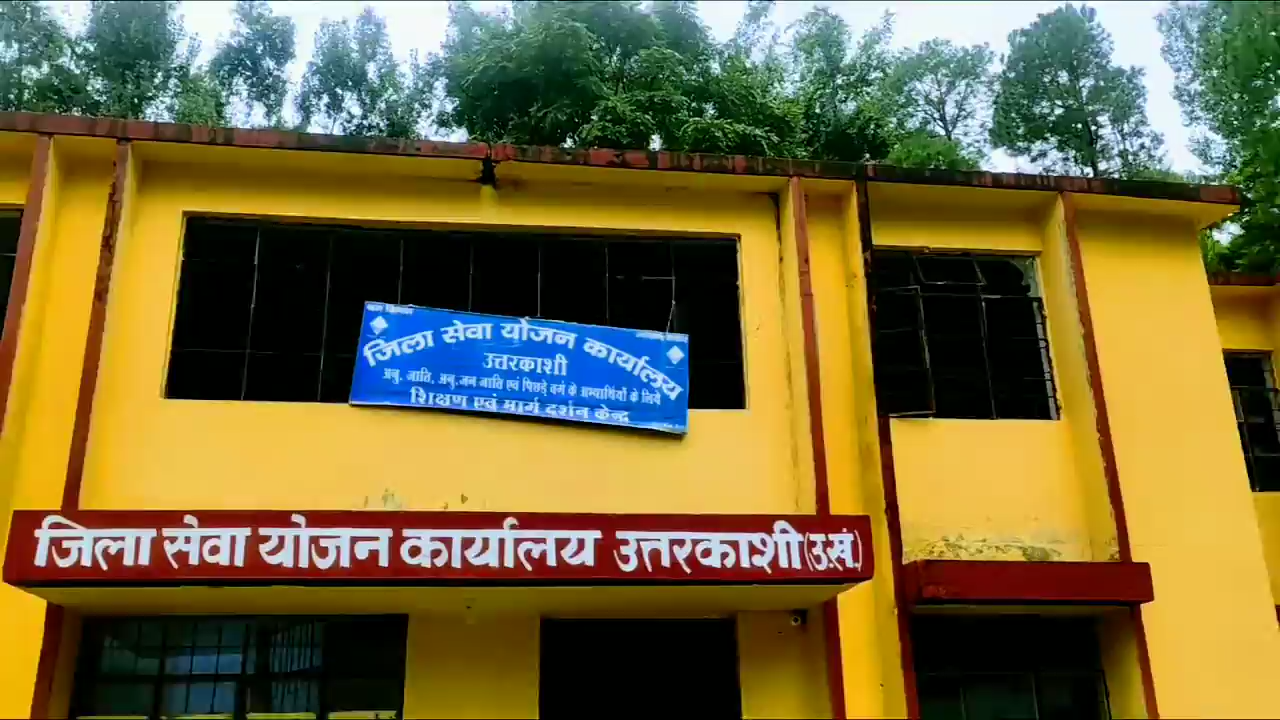 श्रम विभाग
जिला सेवा योजन कार्यालय
उत्तरकाशी
अनु. जाति, अनु.जन जाति एवं पिछड़े वर्ग के अभ्यार्थियों के लिये
शिक्षण एवं मार्ग दर्शन केन्द्र
जिला सेवा योजन कार्यालय उत्तरकाशी (उ.खं.)